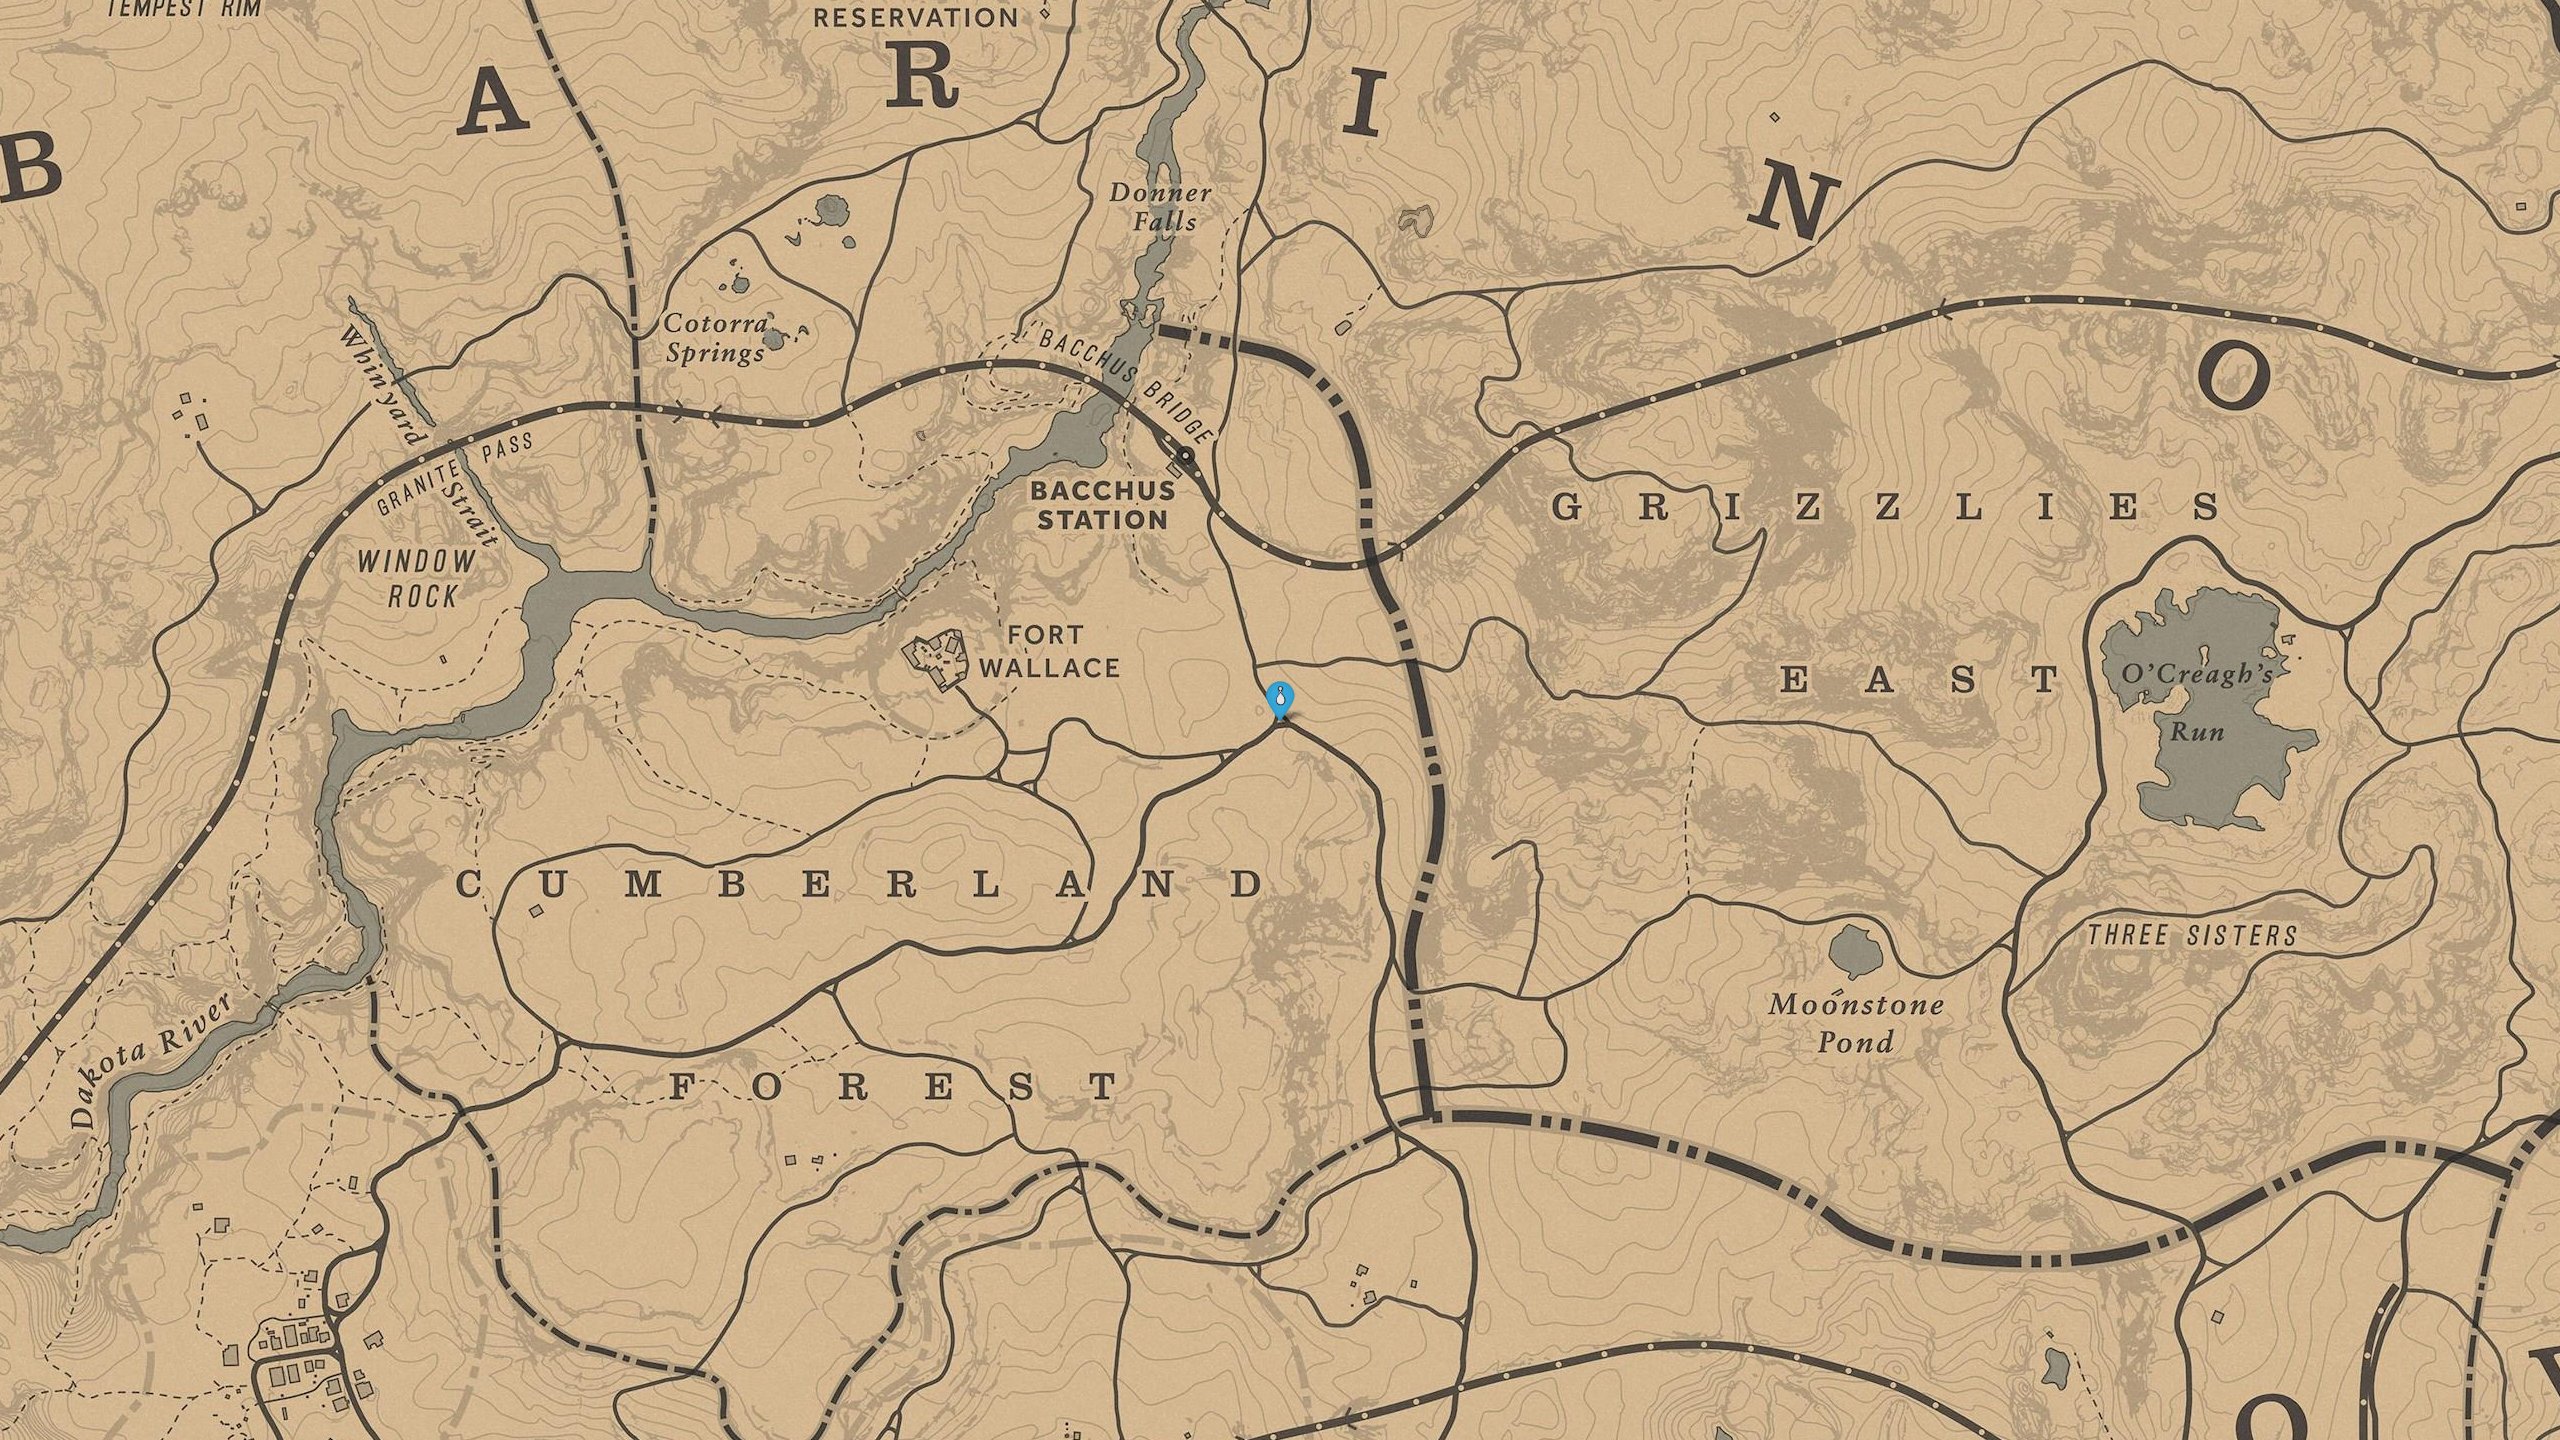 TEMPEST RIM
RESERVATION
B A R I N O
Donner
Falls
Cotorra
Springs
Whinyard Strait
BACCHUS BRIDGE
GRANITE PASS
BACCHUS
STATION
WINDOW
ROCK
GRIZZLIES
EAST
FORT
WALLACE
O'Creagh's
Run
CUMBERLAND
FOREST
THREE SISTERS
Moonstone
Pond
Dakota River
O